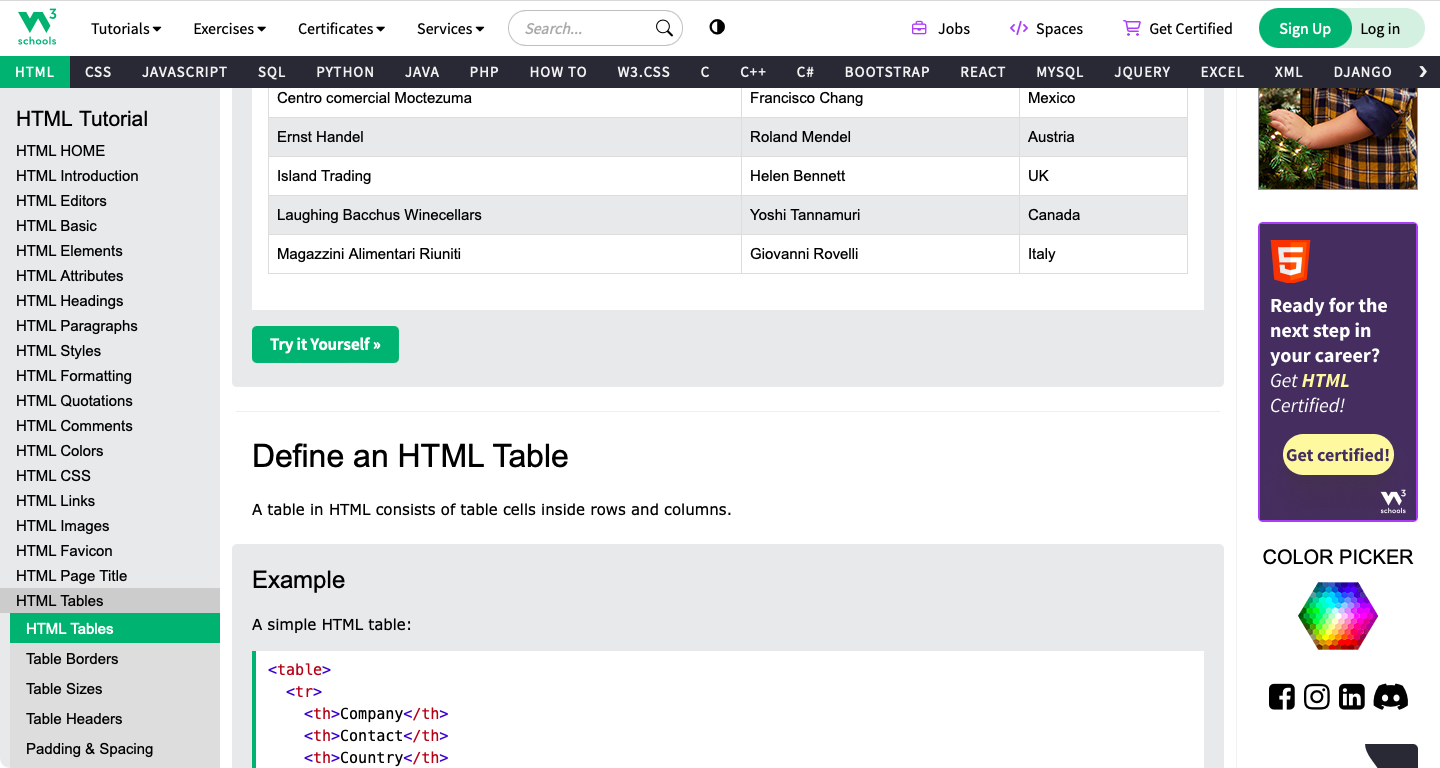 3
schools
Tutorials
Exercises
Certificates
Services
Search...
Jobs
Spaces
Get Certified
Sign Up
Log in
HTML CSS JAVASCRIPT SQL PYTHON JAVA PHP HOW TO W3.CSS C C++ C# BOOTSTRAP REACT MYSQL JQUERY EXCEL XML DJANGO ❯
HTML Tutorial
HTML HOME
HTML Introduction
HTML Editors
HTML Basic
HTML Elements
HTML Attributes
HTML Headings
HTML Paragraphs
HTML Styles
HTML Formatting
HTML Quotations
HTML Comments
HTML Colors
HTML CSS
HTML Links
HTML Images
HTML Favicon
HTML Page Title
HTML Tables
HTML Tables
Table Borders
Table Sizes
Table Headers
Padding & Spacing
Centro comercial Moctezuma Francisco Chang Mexico
Ernst Handel Roland Mendel Austria
Island Trading Helen Bennett UK
Laughing Bacchus Winecellars Yoshi Tannamuri Canada
Magazzini Alimentari Riuniti Giovanni Rovelli Italy
Try it Yourself »
Define an HTML Table
A table in HTML consists of table cells inside rows and columns.
Example
A simple HTML table:
<table>
<tr>
<th>Company</th>
<th>Contact</th>
<th>Country</th>
5
Ready for the
next step in
your career?
Get HTML
Certified!
Get certified!
3
schools
COLOR PICKER